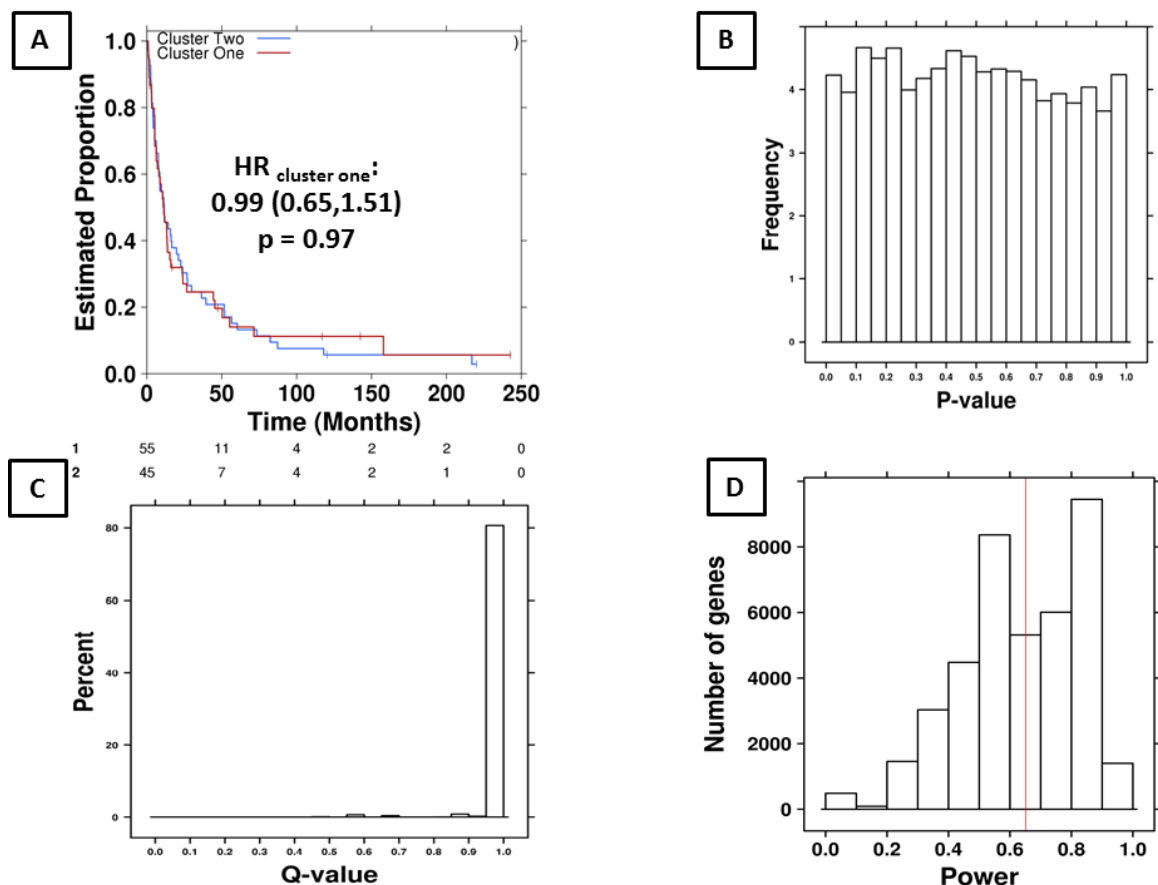 A
1.0
0.8
0.6
0.4
0.2
0.0
Estimated Proportion
Cluster Two
Cluster One
)
HR cluster one:
0.99 (0.65,1.51)
p = 0.97
0 50 100 150 200 250
Time (Months)
1 55 11 4 2 2 0
2 45 7 4 2 1 0
B
4
3
2
1
0
Frequency
0.0 0.1 0.2 0.3 0.4 0.5 0.6 0.7 0.8 0.9 1.0
P-value
C
80
60
40
20
0
Percent
0.0 0.1 0.2 0.3 0.4 0.5 0.6 0.7 0.8 0.9 1.0
Q-value
D
8000
6000
4000
2000
0
Number of genes
0.0 0.2 0.4 0.6 0.8 1.0
Power